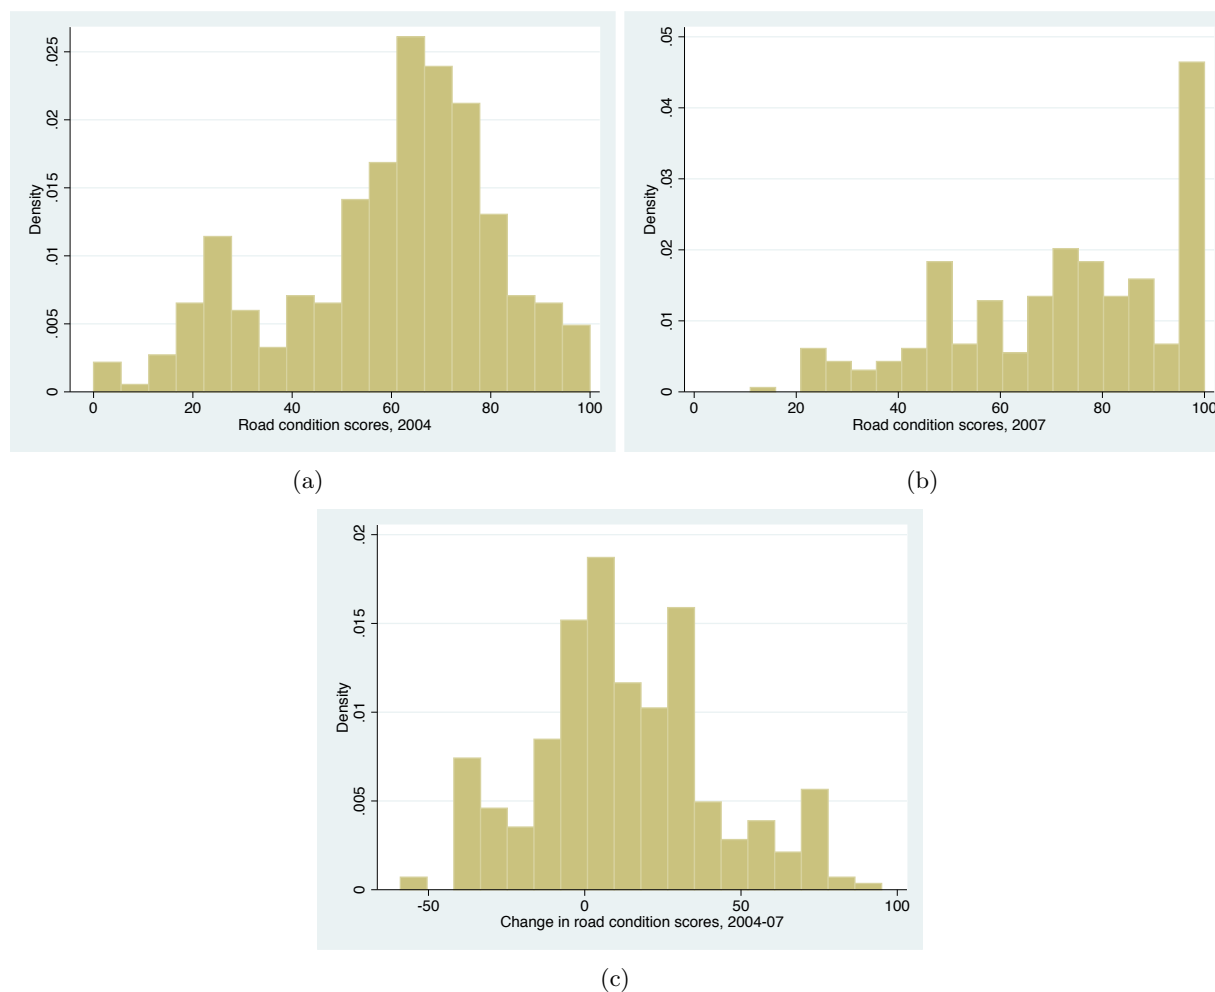 Density
0 .005 .01 .015 .02 .025
0 20 40 60 80 100
Road condition scores, 2004
(a)
Density
0 .01 .02 .03 .04 .05
0 20 40 60 80 100
Road condition scores, 2007
(b)
Density
0 .005 .01 .015 .02
-50 0 50 100
Change in road condition scores, 2004-07
(c)